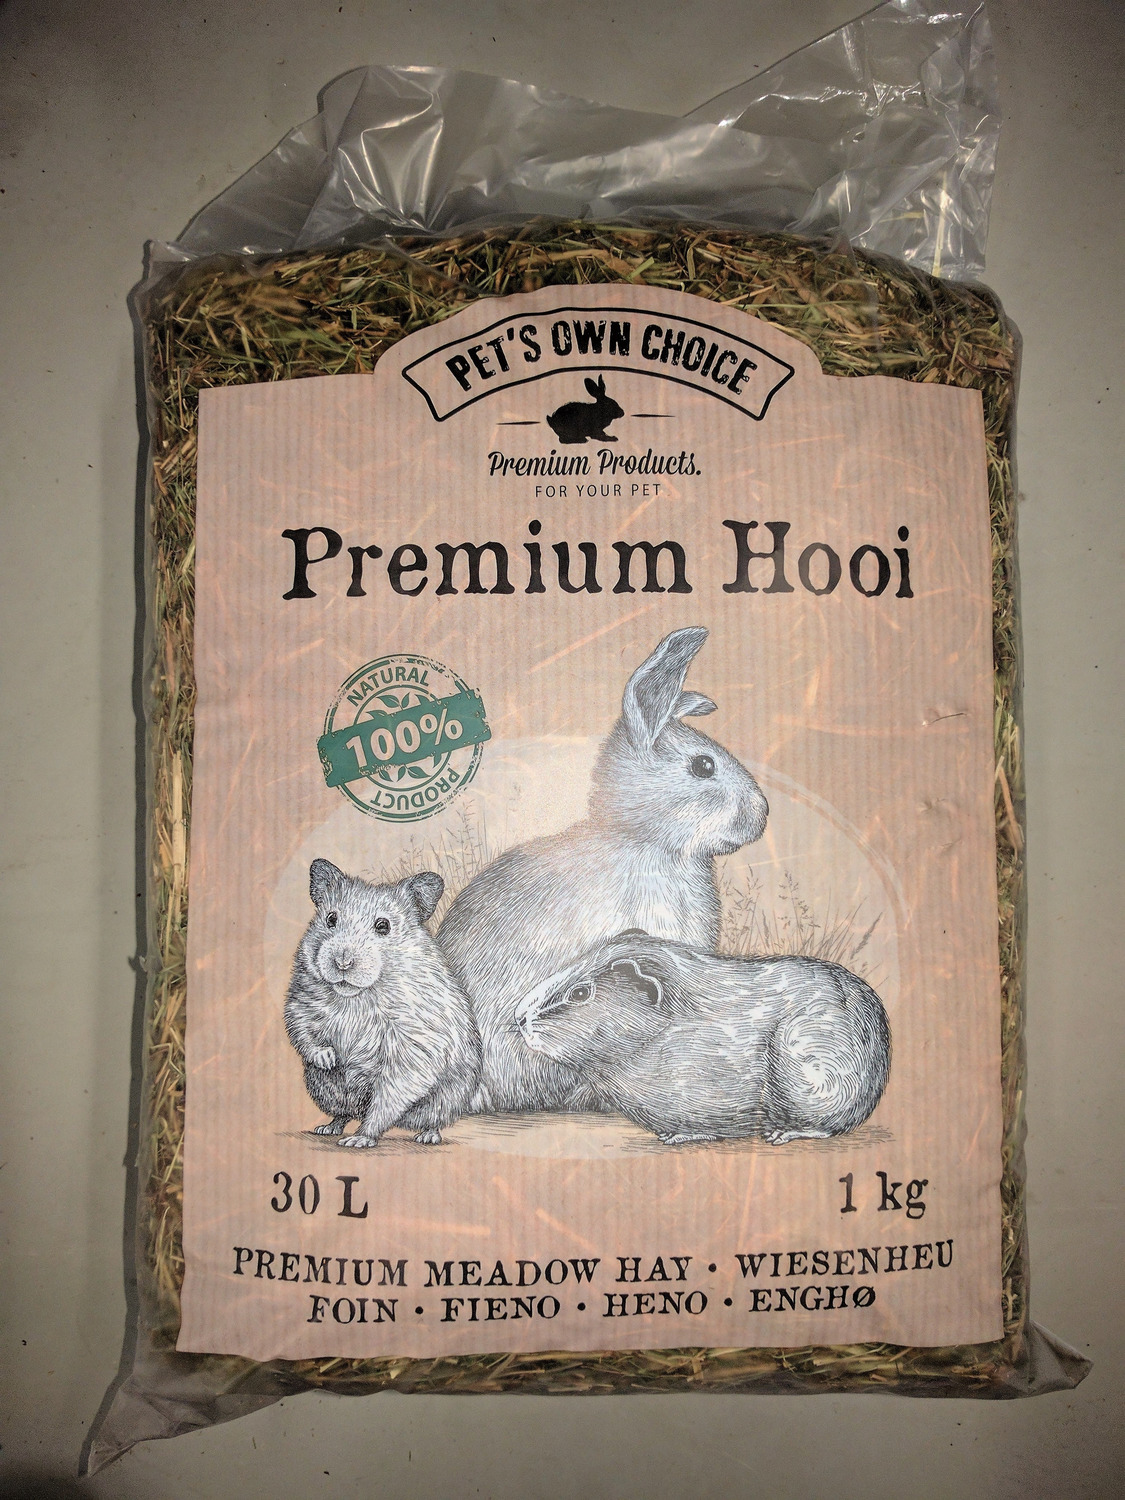 PET'S OWN CHOICE
Premium Products.
FOR YOUR PET
Premium Hooi
NATURAL
100%
PRODUCT
30 L
1 kg
PREMIUM MEADOW HAY • WIESENHEU
FOIN • FIENO • HENO • ENGHØ